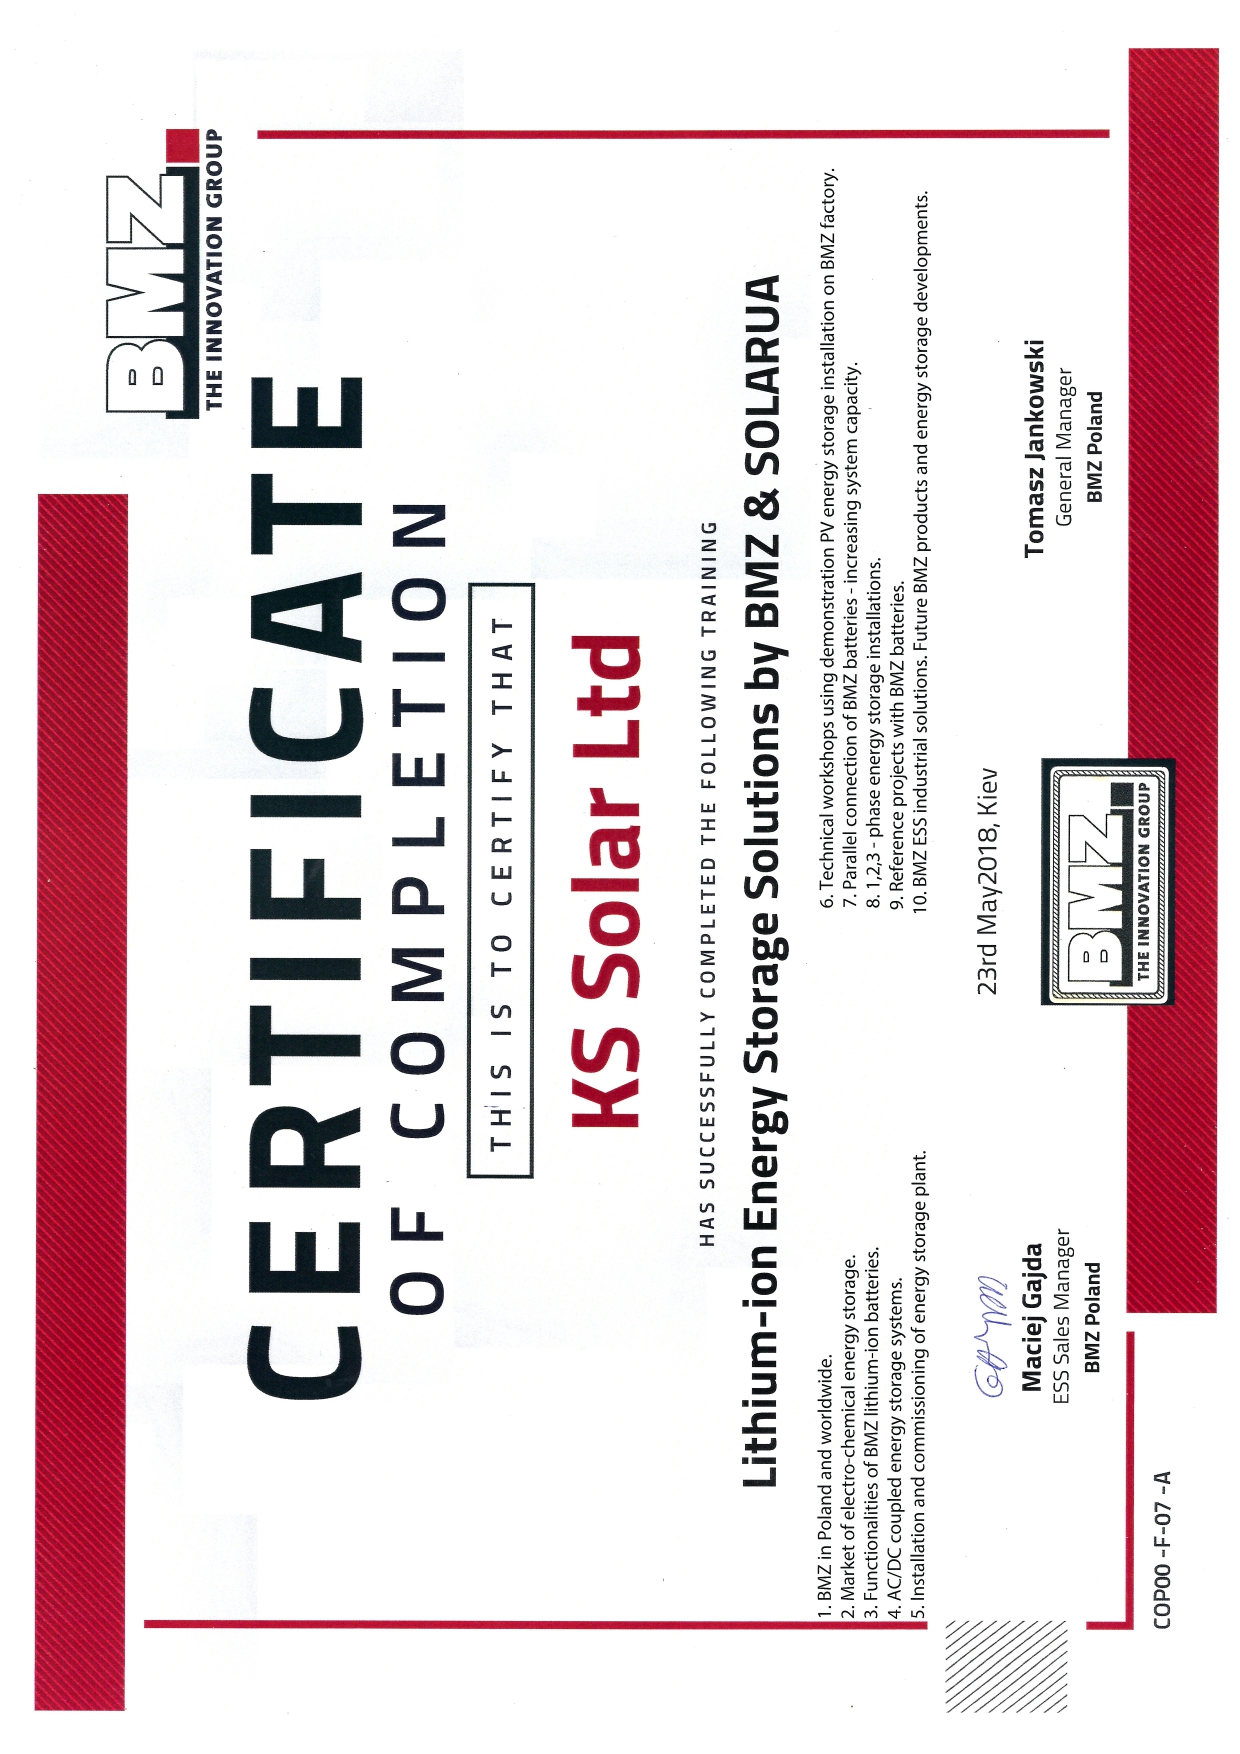 BMZ
THE INNOVATION GROUP
CERTIFICATE
OF COMPLETION
THIS IS TO CERTIFY THAT
KS Solar Ltd
HAS SUCCESSFULLY COMPLETED THE FOLLOWING TRAINING
Lithium-ion Energy Storage Solutions by BMZ & SOLARUA
1. BMZ in Poland and worldwide.
2. Market of electro-chemical energy storage.
3. Functionalities of BMZ lithium-ion batteries.
4. AC/DC coupled energy storage systems.
5. Installation and commissioning of energy storage plant.
6. Technical workshops using demonstration PV energy storage installation on BMZ factory.
7. Parallel connection of BMZ batteries - increasing system capacity.
8. 1,2,3 - phase energy storage installations.
9. Reference projects with BMZ batteries.
10. BMZ ESS industrial solutions. Future BMZ products and energy storage developments.
23rd May2018, Kiev
Maciej Gajda
ESS Sales Manager
BMZ Poland
Tomasz Jankowski
General Manager
BMZ Poland
BMZ
THE INNOVATION GROUP
COP00 -F-07 -A